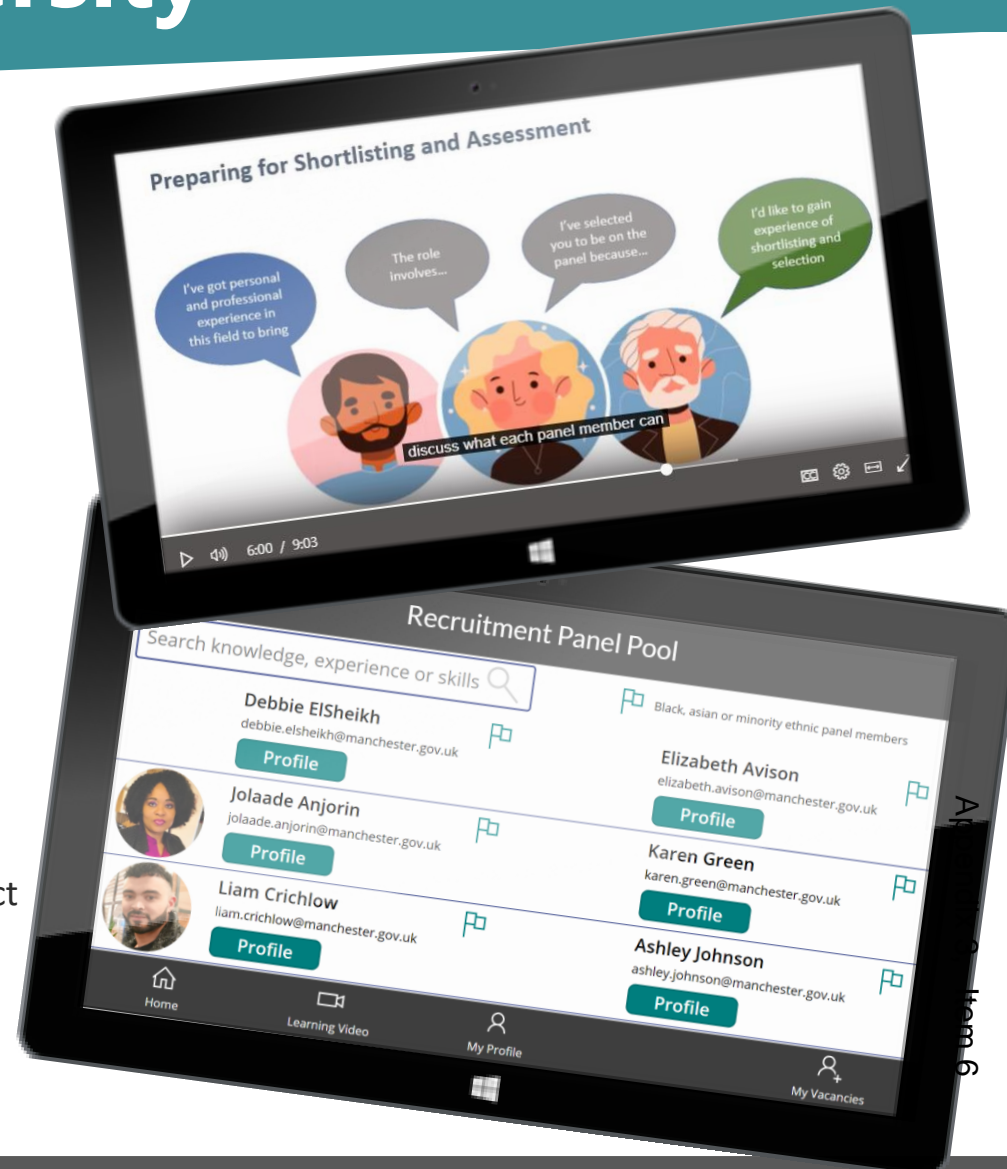 Preparing for Shortlisting and Assessment
I've got personal
and professional
experience in
this field to bring
The role
involves...
I've selected
you to be on the
panel because...
I'd like to gain
experience of
shortlisting and
selection
discuss what each panel member can
6:00 / 9:03
Recruitment Panel Pool
Search knowledge, experience or skills
Black, asian or minority ethnic panel members
Debbie ElSheikh
debbie.elsheikh@manchester.gov.uk
Profile
Elizabeth Avison
elizabeth.avison@manchester.gov.uk
Profile
Jolaade Anjorin
jolaade.anjorin@manchester.gov.uk
Profile
Karen Green
karen.green@manchester.gov.uk
Profile
Liam Crichlow
liam.crichlow@manchester.gov.uk
Profile
Ashley Johnson
ashley.johnson@manchester.gov.uk
Profile
Home
Learning Video
My Profile
My Vacancies
Item 6